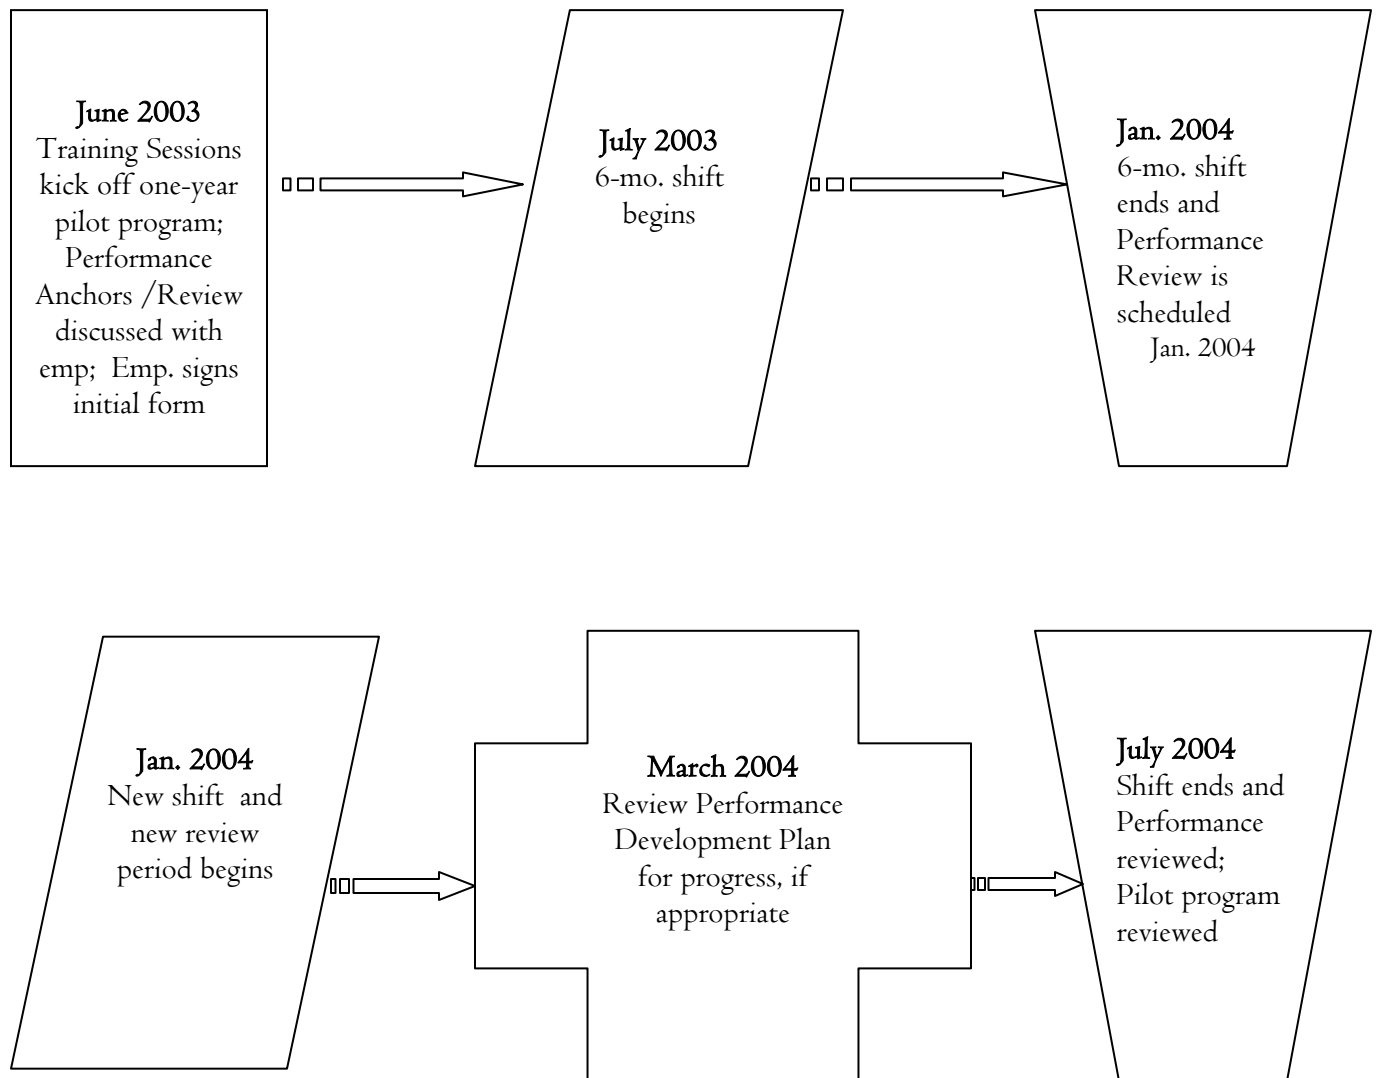 June 2003
Training Sessions
kick off one-year
pilot program;
Performance
Anchors /Review
discussed with
emp;  Emp. signs
initial form
July 2003
6-mo. shift
begins
Jan. 2004
6-mo. shift
ends and
Performance
Review is
scheduled
Jan. 2004
Jan. 2004
New shift  and
new review
period begins
March 2004
Review Performance
Development Plan
for progress, if
appropriate
July 2004
Shift ends and
Performance
reviewed;
Pilot program
reviewed